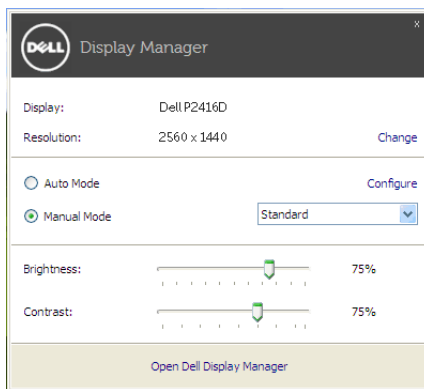 x
DELL Display Manager
Display: Dell P2416D
Resolution: 2560 x 1440 Change
Auto Mode Configure
Manual Mode Standard
Brightness: 75%
Contrast: 75%
Open Dell Display Manager